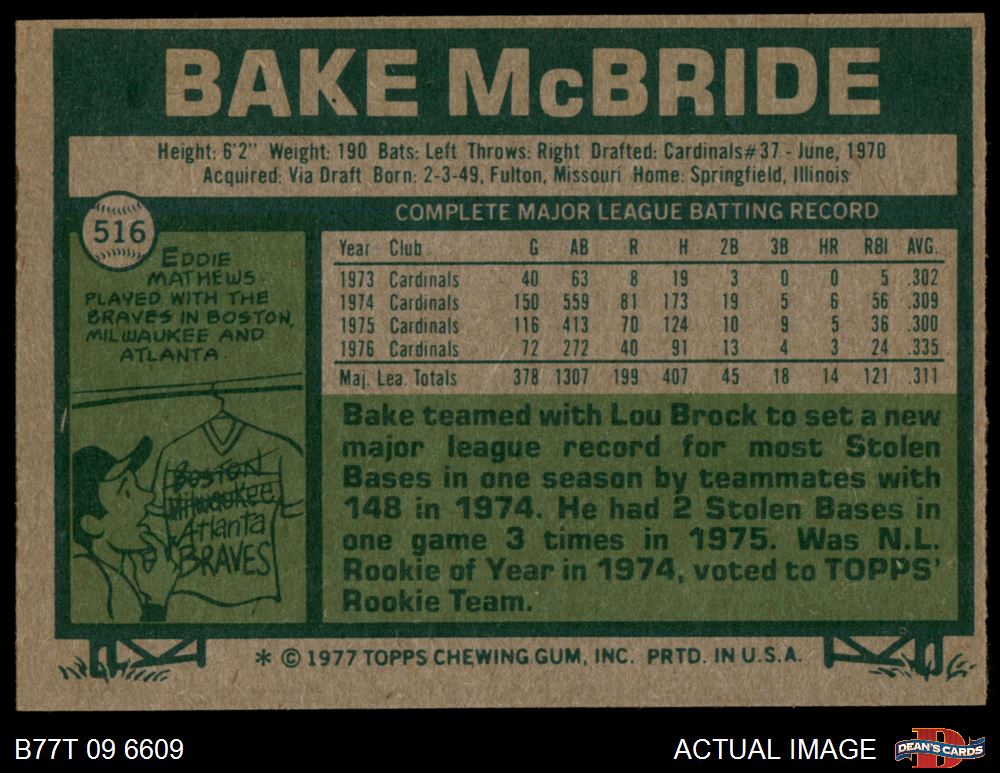 BAKE McBRIDE
Height: 6'2" Weight: 190 Bats: Left Throws: Right Drafted: Cardinals#37 - June, 1970
Acquired: Via Draft Born: 2-3-49, Fulton, Missouri Home: Springfield, Illinois
516
EDDIE
MATHEWS
PLAYED WITH THE
BRAVES IN BOSTON,
MILWAUKEE AND
ATLANTA.
BOSTON
Milwaukee
Atlanta
BRAVES
COMPLETE MAJOR LEAGUE BATTING RECORD
Year Club G AB R H 2B 3B HR RBI AVG.
1973 Cardinals 40 63 8 19 3 0 0 5 .302
1974 Cardinals 150 559 81 173 19 5 6 56 .309
1975 Cardinals 116 413 70 124 10 9 5 36 .300
1976 Cardinals 72 272 40 91 13 4 3 24 .335
Maj. Lea. Totals 378 1307 199 407 45 18 14 121 .311
Bake teamed with Lou Brock to set a new
major league record for most Stolen
Bases in one season by teammates with
148 in 1974. He had 2 Stolen Bases in
one game 3 times in 1975. Was N.L.
Rookie of Year in 1974, voted to TOPPS'
Rookie Team.
* © 1977 TOPPS CHEWING GUM, INC. PRTD. IN U.S.A.
B77T 09 6609
ACTUAL IMAGE
D
DEAN'S CARDS